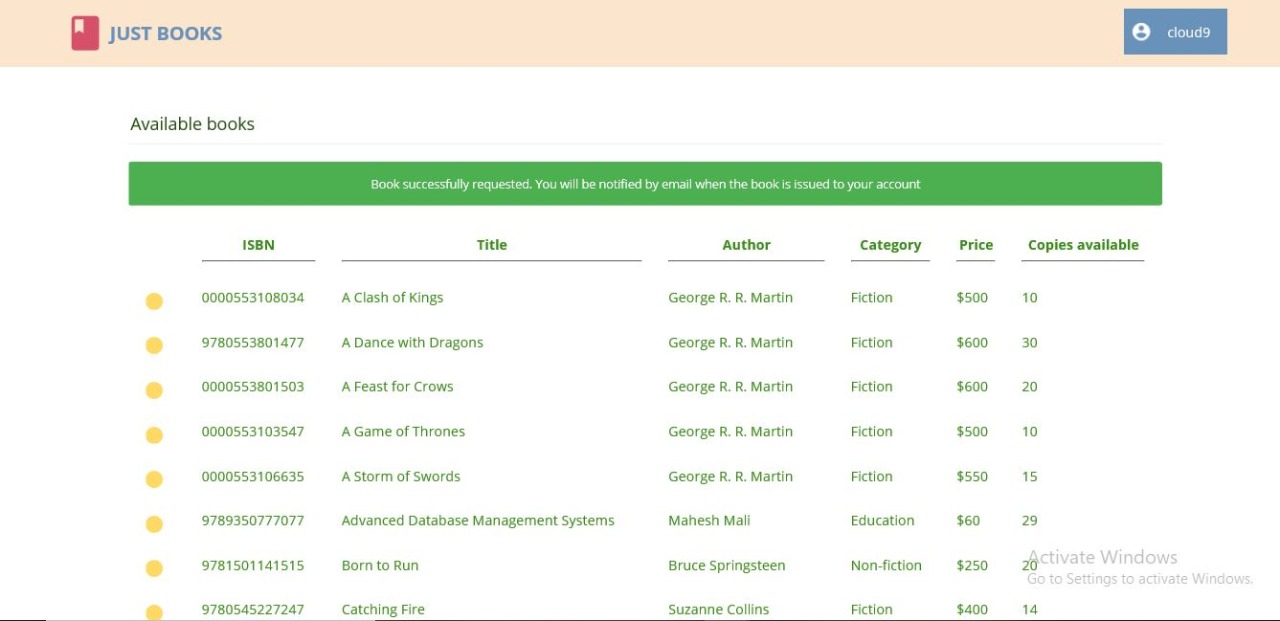 JUST BOOKS
cloud9
Available books
Book successfully requested. You will be notified by email when the book is issued to your account
ISBN Title Author Category Price Copies available
0000553108034 A Clash of Kings George R. R. Martin Fiction $500 10
9780553801477 A Dance with Dragons George R. R. Martin Fiction $600 30
0000553801503 A Feast for Crows George R. R. Martin Fiction $600 20
0000553103547 A Game of Thrones George R. R. Martin Fiction $500 10
0000553106635 A Storm of Swords George R. R. Martin Fiction $550 15
9789350777077 Advanced Database Management Systems Mahesh Mali Education $60 29
9781501141515 Born to Run Bruce Springsteen Non-fiction $250 20
Activate Windows
Go to Settings to activate Windows.
9780545227247 Catching Fire Suzanne Collins Fiction $400 14